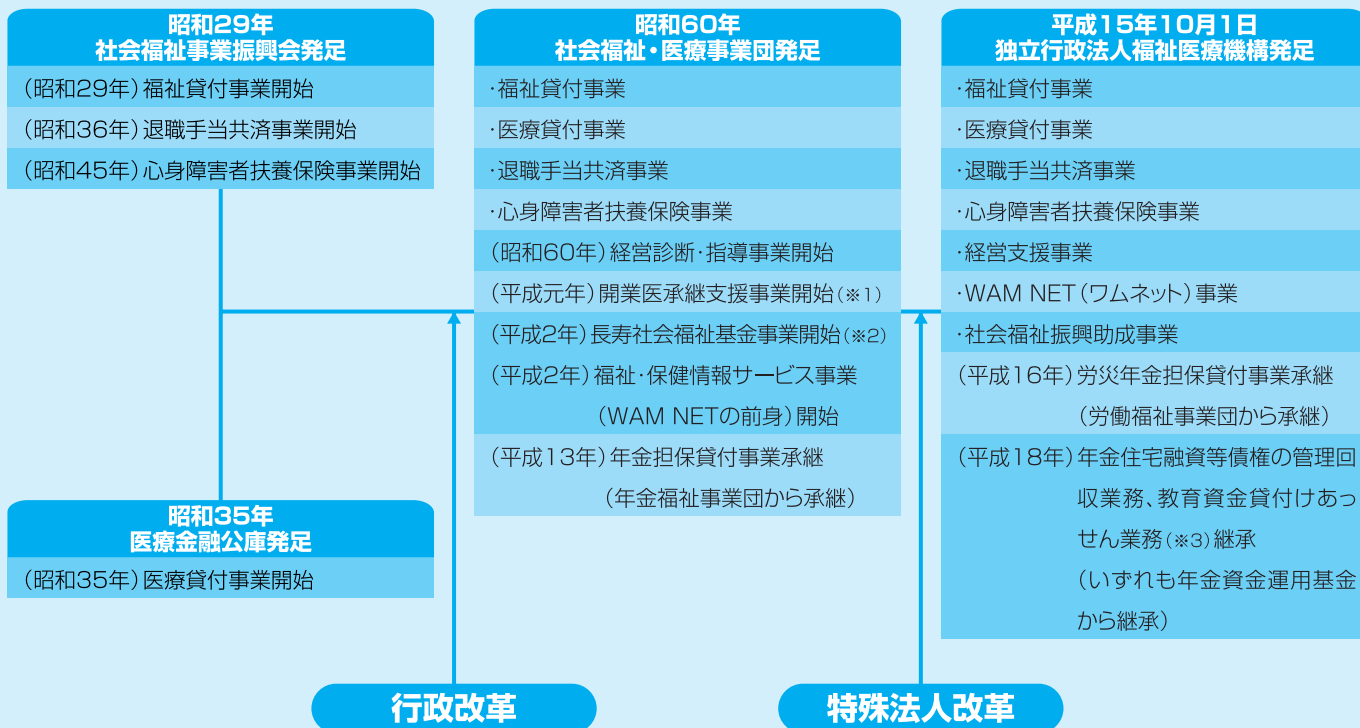 昭和29年
社会福祉事業振興会発足
(昭和29年)福祉貸付事業開始
(昭和36年)退職手当共済事業開始
(昭和45年)心身障害者扶養保険事業開始
昭和35年
医療金融公庫発足
(昭和35年)医療貸付事業開始
昭和60年
社会福祉・医療事業団発足
・福祉貸付事業
・医療貸付事業
・退職手当共済事業
・心身障害者扶養保険事業
(昭和60年)経営診断・指導事業開始
(平成元年)開業医承継支援事業開始(※1)
(平成2年)長寿社会福祉基金事業開始(※2)
(平成2年)福祉・保健情報サービス事業
(WAM NETの前身)開始
(平成13年)年金担保貸付事業承継
(年金福祉事業団から承継)
平成15年10月1日
独立行政法人福祉医療機構発足
・福祉貸付事業
・医療貸付事業
・退職手当共済事業
・心身障害者扶養保険事業
・経営支援事業
・WAM NET(ワムネット)事業
・社会福祉振興助成事業
(平成16年)労災年金担保貸付事業承継
(労働福祉事業団から承継)
(平成18年)年金住宅融資等債権の管理回
収業務、教育資金貸付けあっ
せん業務(※3)継承
(いずれも年金資金運用基金
から継承)
行政改革
特殊法人改革